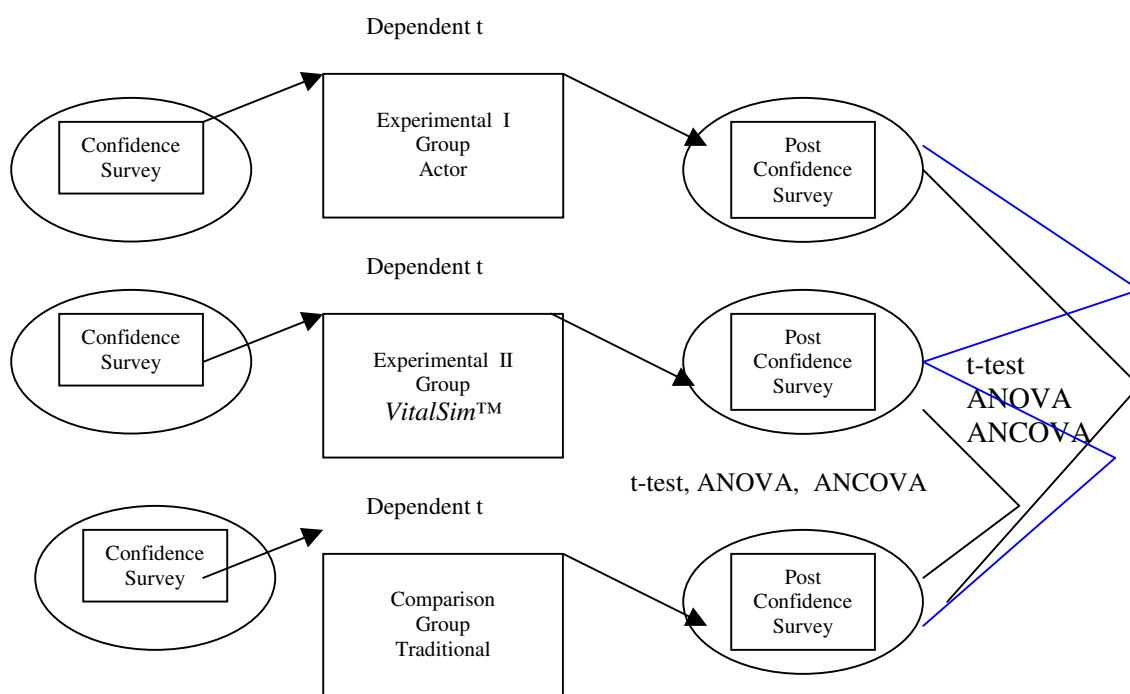 Dependent t
Confidence
Survey
Experimental I
Group
Actor
Post
Confidence
Survey
Dependent t
Confidence
Survey
Experimental II
Group
VitalSim™
Post
Confidence
Survey
t-test
ANOVA
ANCOVA
t-test, ANOVA, ANCOVA
Dependent t
Confidence
Survey
Comparison
Group
Traditional
Post
Confidence
Survey